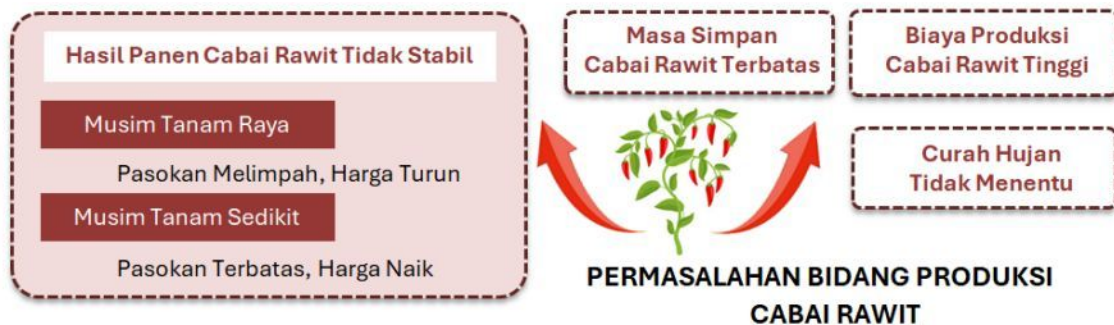 Hasil Panen Cabai Rawit Tidak Stabil
Musim Tanam Raya
Pasokan Melimpah, Harga Turun
Musim Tanam Sedikit
Pasokan Terbatas, Harga Naik
Masa Simpan
Cabai Rawit Terbatas
Biaya Produksi
Cabai Rawit Tinggi
Curah Hujan
Tidak Menentu
PERMASALAHAN BIDANG PRODUKSI
CABAI RAWIT